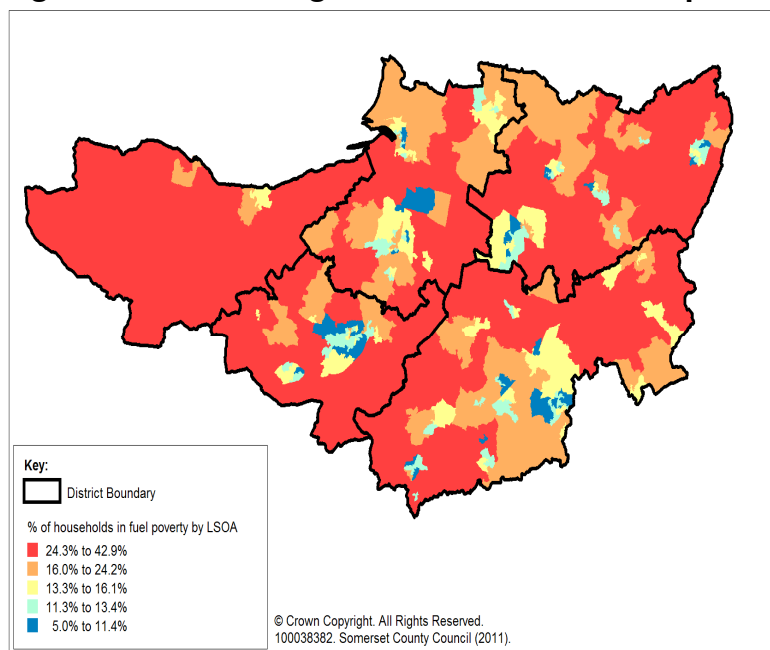 Key:
District Boundary
% of households in fuel poverty by LSOA
24.3% to 42.9%
16.0% to 24.2%
13.3% to 16.1%
11.3% to 13.4%
5.0% to 11.4%
© Crown Copyright. All Rights Reserved.
100038382. Somerset County Council (2011).